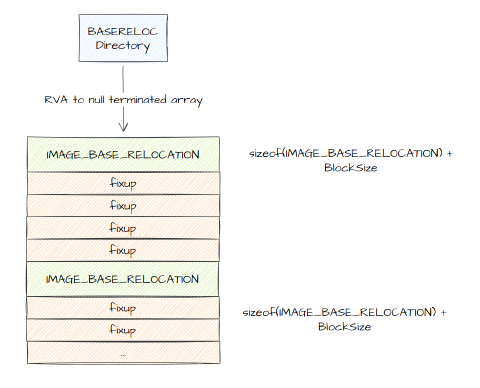 BASERELOC
Directory
RVA to null terminated array
IMAGE_BASE_RELOCATION
sizeof(IMAGE_BASE_RELOCATION) +
BlockSize
fixup
fixup
fixup
fixup
IMAGE_BASE_RELOCATION
fixup
sizeof(IMAGE_BASE_RELOCATION) +
BlockSize
fixup
...